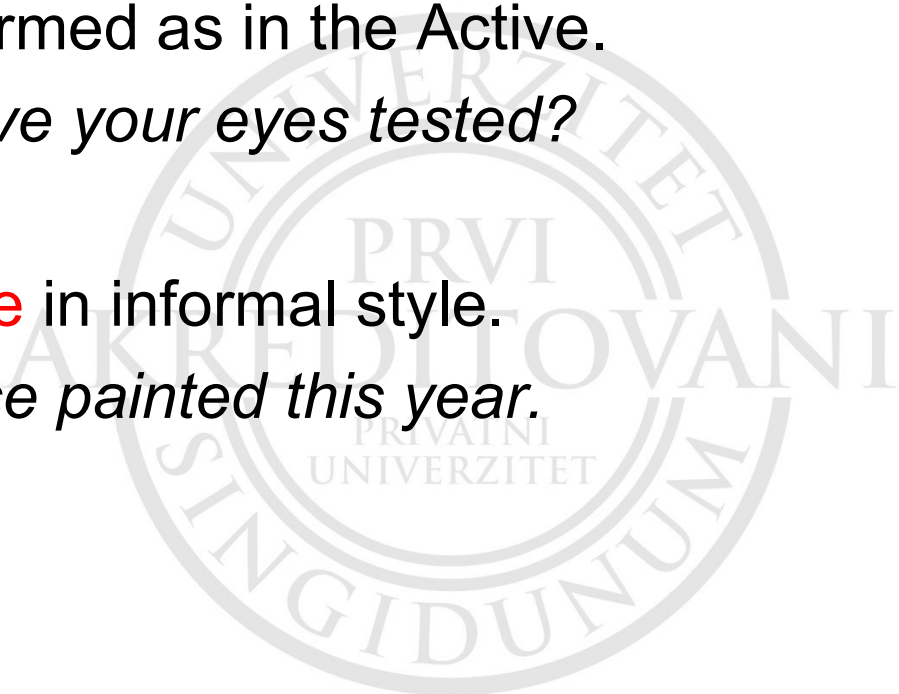 rmed as in the Active.
ve your eyes tested?
e in informal style.
se painted this year.
UNIVERZITET
PRVI
AKREDITOVANI
PRIVATNI
UNIVERZITET
SINGIDUNUM